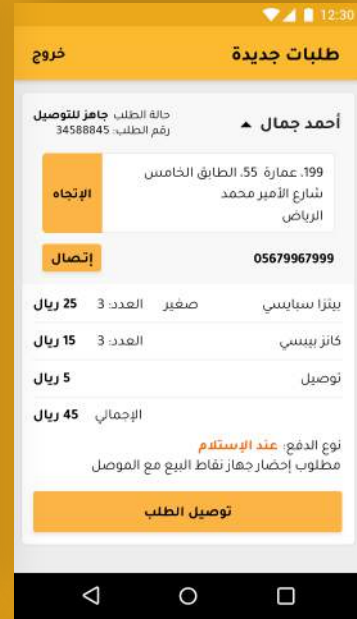 12:30
طلبات جديدة خروج
أحمد جمال
حالة الطلب جاهز للتوصيل
رقم الطلب: 34588845
199، عمارة 55، الطابق الخامس
شارع الأمير محمد
الرياض
الإتجاه
05679967999 إتصال
بيتزا سبايسي صغير العدد: 3 25 ريال
كانز بيبسي العدد: 3 15 ريال
توصيل 5 ريال
الإجمالي 45 ريال
نوع الدفع: عند الإستلام
مطلوب إحضار جهاز نقاط البيع مع الموصل
توصيل الطلب